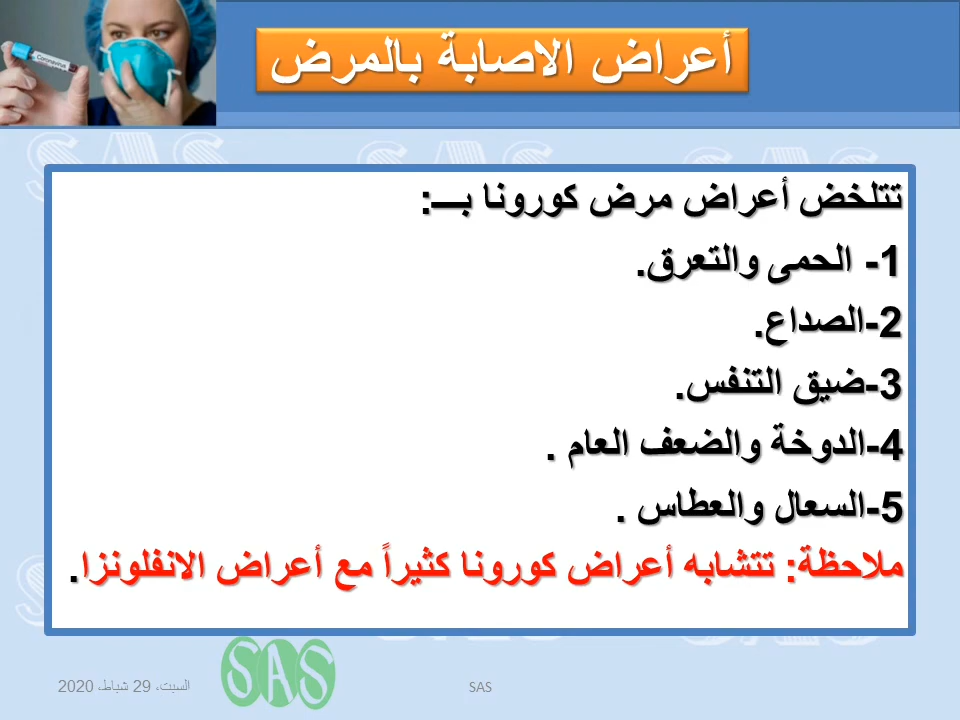 أعراض الاصابة بالمرض
تتلخض أعراض مرض كورونا بـــ:
1- الحمى والتعرق.
2-الصداع.
3-ضيق التنفس.
4-الدوخة والضعف العام .
5-السعال والعطاس .
ملاحظة: تتشابه أعراض كورونا كثيراً مع أعراض الانفلونزا.
السبت، 29 شباط، 2020
SAS
SAS